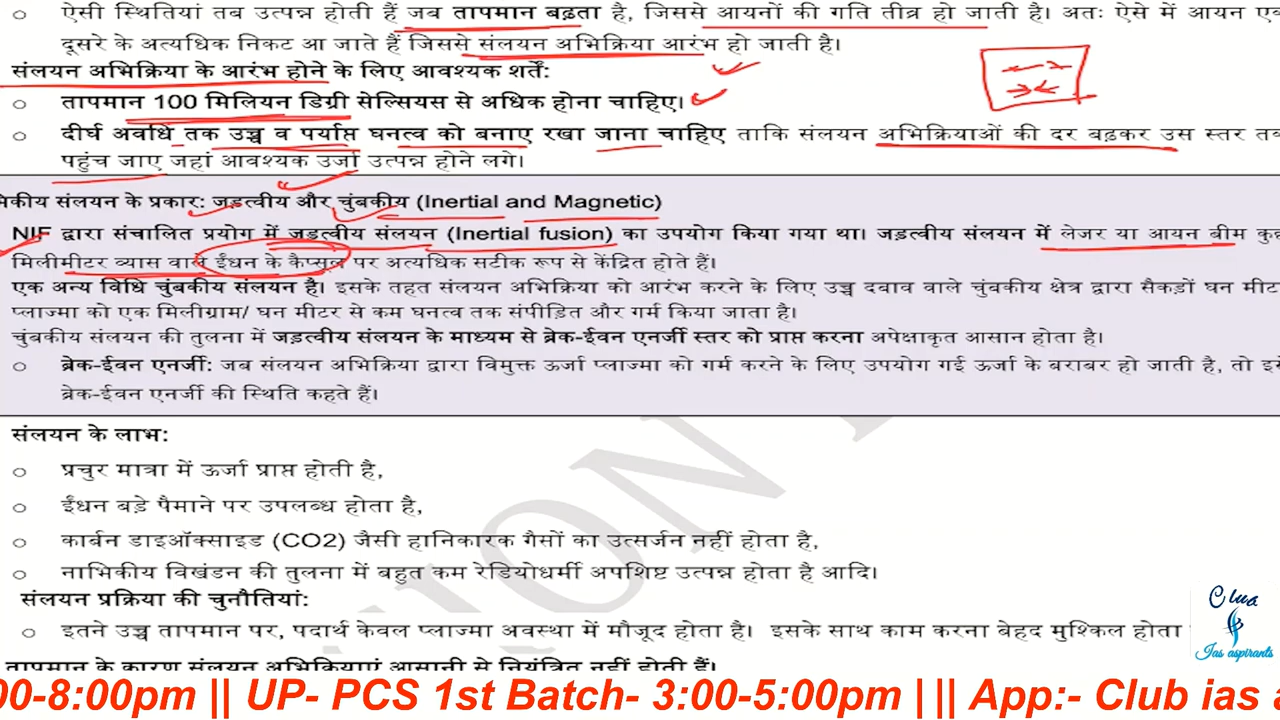 ऐसी स्थितियां तब उत्पन्न होती हैं जब तापमान बढ़ता है, जिससे आयनों की गति तीव्र हो जाती है। अतः ऐसे में आयन एक
दूसरे के अत्यधिक निकट आ जाते हैं जिससे संलयन अभिक्रिया आरंभ हो जाती है।
संलयन अभिक्रिया के आरंभ होने के लिए आवश्यक शर्तें:
तापमान 100 मिलियन डिग्री सेल्सियस से अधिक होना चाहिए।
दीर्घ अवधि तक उच्च व पर्याप्त घनत्व को बनाए रखा जाना चाहिए ताकि संलयन अभिक्रियाओं की दर बढ़कर उस स्तर तक
पहुंच जाए जहां आवश्यक उर्जा उत्पन्न होने लगे।
भिकीय संलयन के प्रकार: जड़त्वीय और चुंबकीय (Inertial and Magnetic)
NIF द्वारा संचालित प्रयोग में जड़त्वीय संलयन (Inertial fusion) का उपयोग किया गया था। जड़त्वीय संलयन में लेजर या आयन बीम कुछ
मिलीमीटर व्यास वाले ईंधन के कैप्सूल पर अत्यधिक सटीक रूप से केंद्रित होते हैं।
एक अन्य विधि चुंबकीय संलयन है। इसके तहत संलयन अभिक्रिया को आरंभ करने के लिए उच्च दवाव वाले चुंबकीय क्षेत्र द्वारा सैकड़ों घन मीटर
प्लाज्मा को एक मिलीग्राम/ घन मीटर से कम घनत्व तक संपीड़ित और गर्म किया जाता है।
चुंबकीय संलयन की तुलना में जड़त्वीय संलयन के माध्यम से ब्रेक-ईवन एनर्जी स्तर को प्राप्त करना अपेक्षाकृत आसान होता है।
ब्रेक-ईवन एनर्जी: जब संलयन अभिक्रिया द्वारा विमुक्त ऊर्जा प्लाज्मा को गर्म करने के लिए उपयोग गई ऊर्जा के बराबर हो जाती है, तो इसे
ब्रेक-ईवन एनर्जी की स्थिति कहते हैं।
संलयन के लाभ:
प्रचुर मात्रा में ऊर्जा प्राप्त होती है,
ईंधन बड़े पैमाने पर उपलब्ध होता है,
कार्बन डाइऑक्साइड (CO2) जैसी हानिकारक गैसों का उत्सर्जन नहीं होता है,
नाभिकीय विखंडन की तुलना में बहुत कम रेडियोधर्मी अपशिष्ट उत्पन्न होता है आदि।
संलयन प्रक्रिया की चुनौतियां:
इतने उच्च तापमान पर, पदार्थ केवल प्लाज्मा अवस्था में मौजूद होता है। इसके साथ काम करना बेहद मुश्किल होता
तापमान के कारण संलयन अभिक्रियाएं आसानी से नियंत्रित नहीं होती हैं।
Club
Ias aspirants
00-8:00pm || UP- PCS 1st Batch- 3:00-5:00pm | || App:- Club ias a